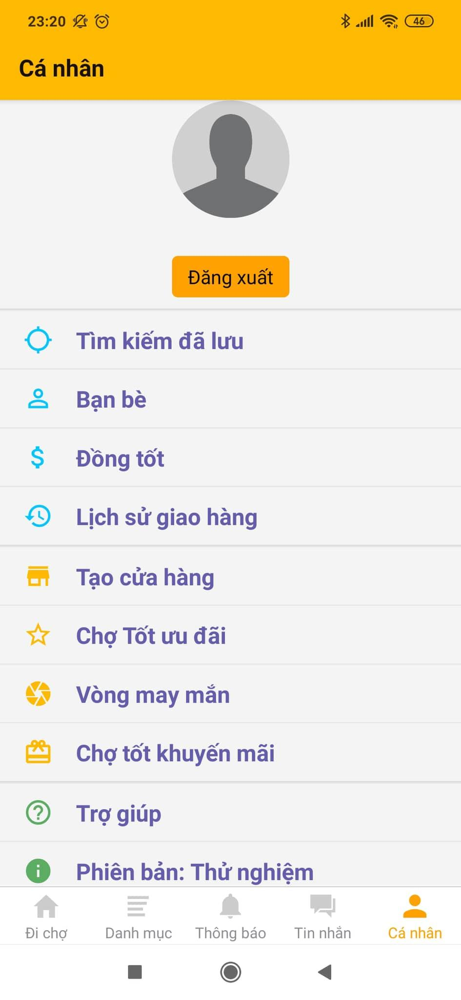 23:20
46
Cá nhân
Đăng xuất
Tìm kiếm đã lưu
Bạn bè
Đồng tốt
Lịch sử giao hàng
Tạo cửa hàng
Chợ Tốt ưu đãi
Vòng may mắn
Chợ tốt khuyến mãi
Trợ giúp
Phiên bản: Thử nghiệm
Đi chợ
Danh mục
Thông báo
Tin nhắn
Cá nhân